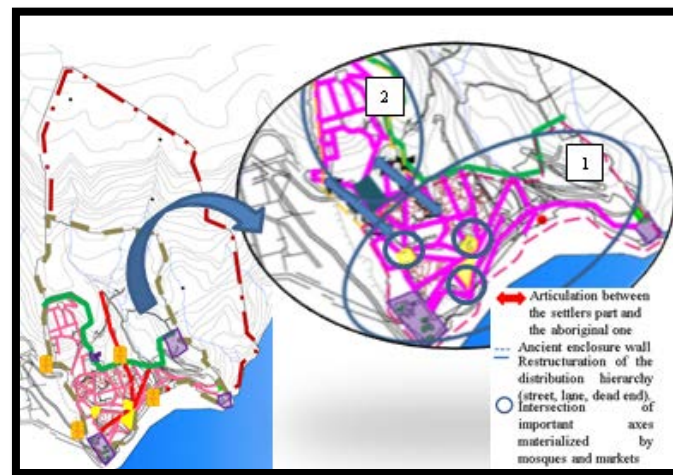 2
1
Articulation between
the settlers part and
the aboriginal one
Ancient enclosure wall
Restructuration of the
distribution hierarchy
(street, lane, dead end).
Intersection of
important axes
materialized by
mosques and markets